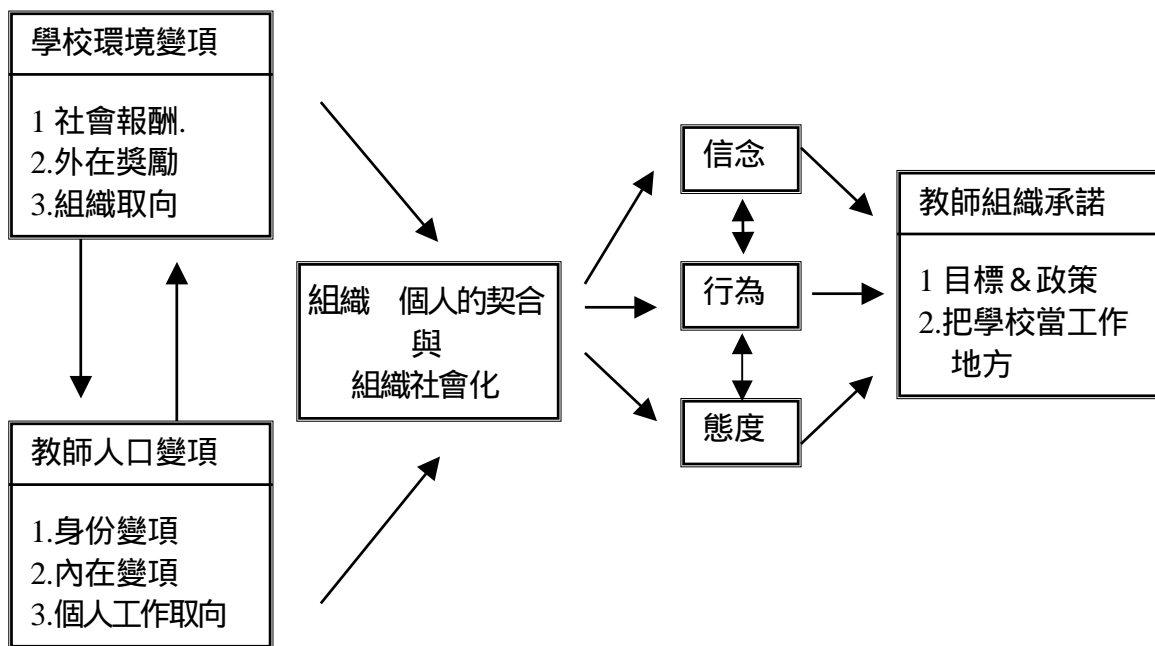 學校環境變項
1 社會報酬.
2.外在獎勵
3.組織取向
教師人口變項
1.身份變項
2.內在變項
3.個人工作取向
組織　個人的契合
與
組織社會化
信念
行為
態度
教師組織承諾
1 目標＆政策
2.把學校當工作
地方